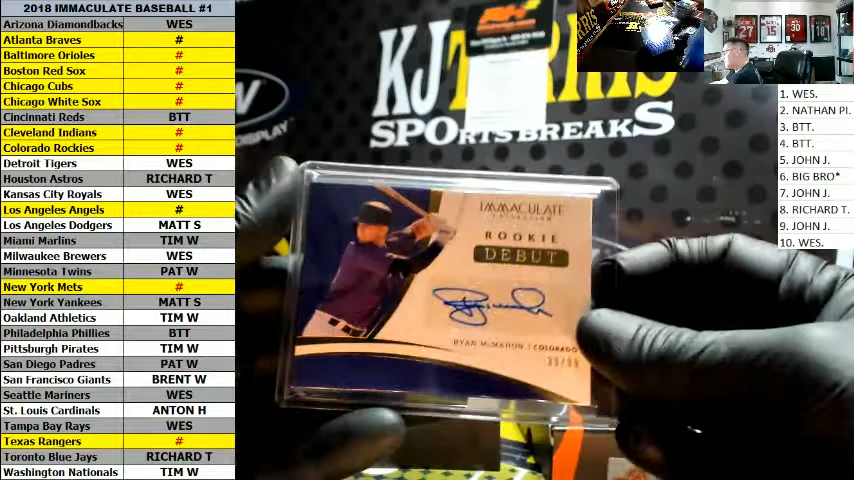 2018 IMMACULATE BASEBALL #1
Arizona Diamondbacks WES
Atlanta Braves #
Baltimore Orioles #
Boston Red Sox #
Chicago Cubs #
Chicago White Sox #
Cincinnati Reds BTT
Cleveland Indians #
Colorado Rockies #
Detroit Tigers WES
Houston Astros RICHARD T
Kansas City Royals WES
Los Angeles Angels #
Los Angeles Dodgers MATT S
Miami Marlins TIM W
Milwaukee Brewers WES
Minnesota Twins PAT W
New York Mets #
New York Yankees MATT S
Oakland Athletics TIM W
Philadelphia Phillies BTT
Pittsburgh Pirates TIM W
San Diego Padres PAT W
San Francisco Giants BRENT W
Seattle Mariners WES
St. Louis Cardinals ANTON H
Tampa Bay Rays WES
Texas Rangers #
Toronto Blue Jays RICHARD T
Washington Nationals TIM W
DISPLAY
KJ TORRIS
SPORTSBREAKS
IMMACULATE
COLLECTION
ROOKIE
DEBUT
RYAN McMAHON | COLORADO
1. WES.
2. NATHAN PI.
3. BTT.
4. BTT.
5. JOHN J.
6. BIG BRO*
7. JOHN J.
8. RICHARD T.
9. JOHN J.
10. WES.